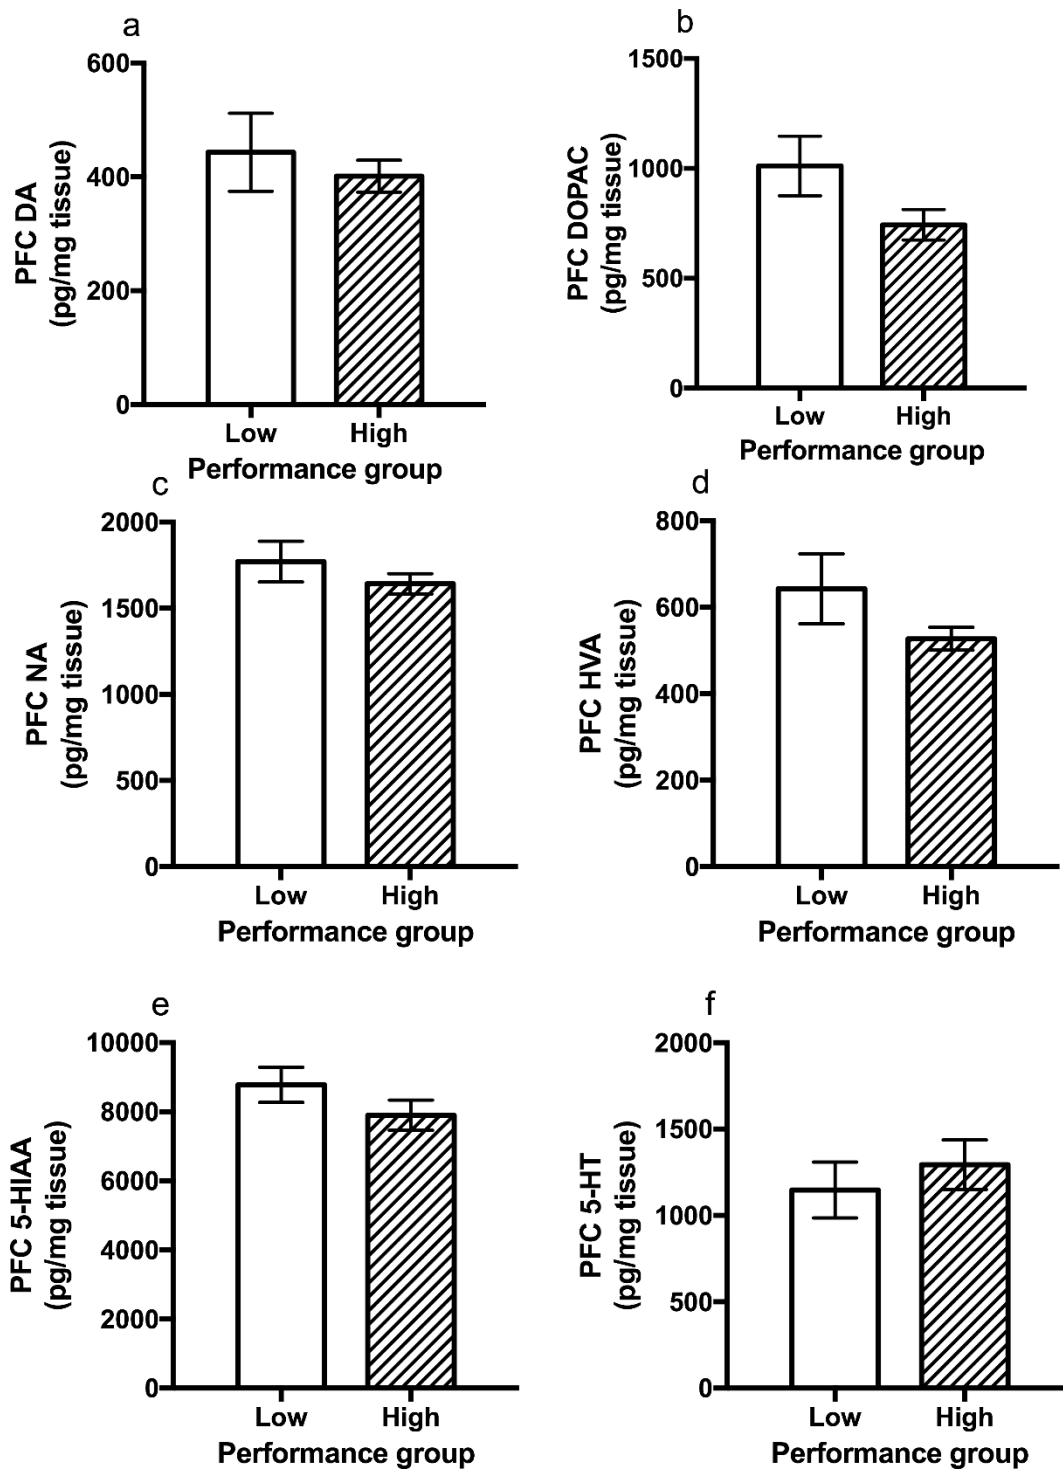 a
PFC DA
(pg/mg tissue)
600
400
200
0
Low High
Performance group
b
PFC DOPAC
(pg/mg tissue)
1500
1000
500
0
Low High
Performance group
c
PFC NA
(pg/mg tissue)
2000
1500
1000
500
0
Low High
Performance group
d
PFC HVA
(pg/mg tissue)
800
600
400
200
0
Low High
Performance group
e
PFC 5-HIAA
(pg/mg tissue)
10000
8000
6000
4000
2000
0
Low High
Performance group
f
PFC 5-HT
(pg/mg tissue)
2000
1500
1000
500
0
Low High
Performance group